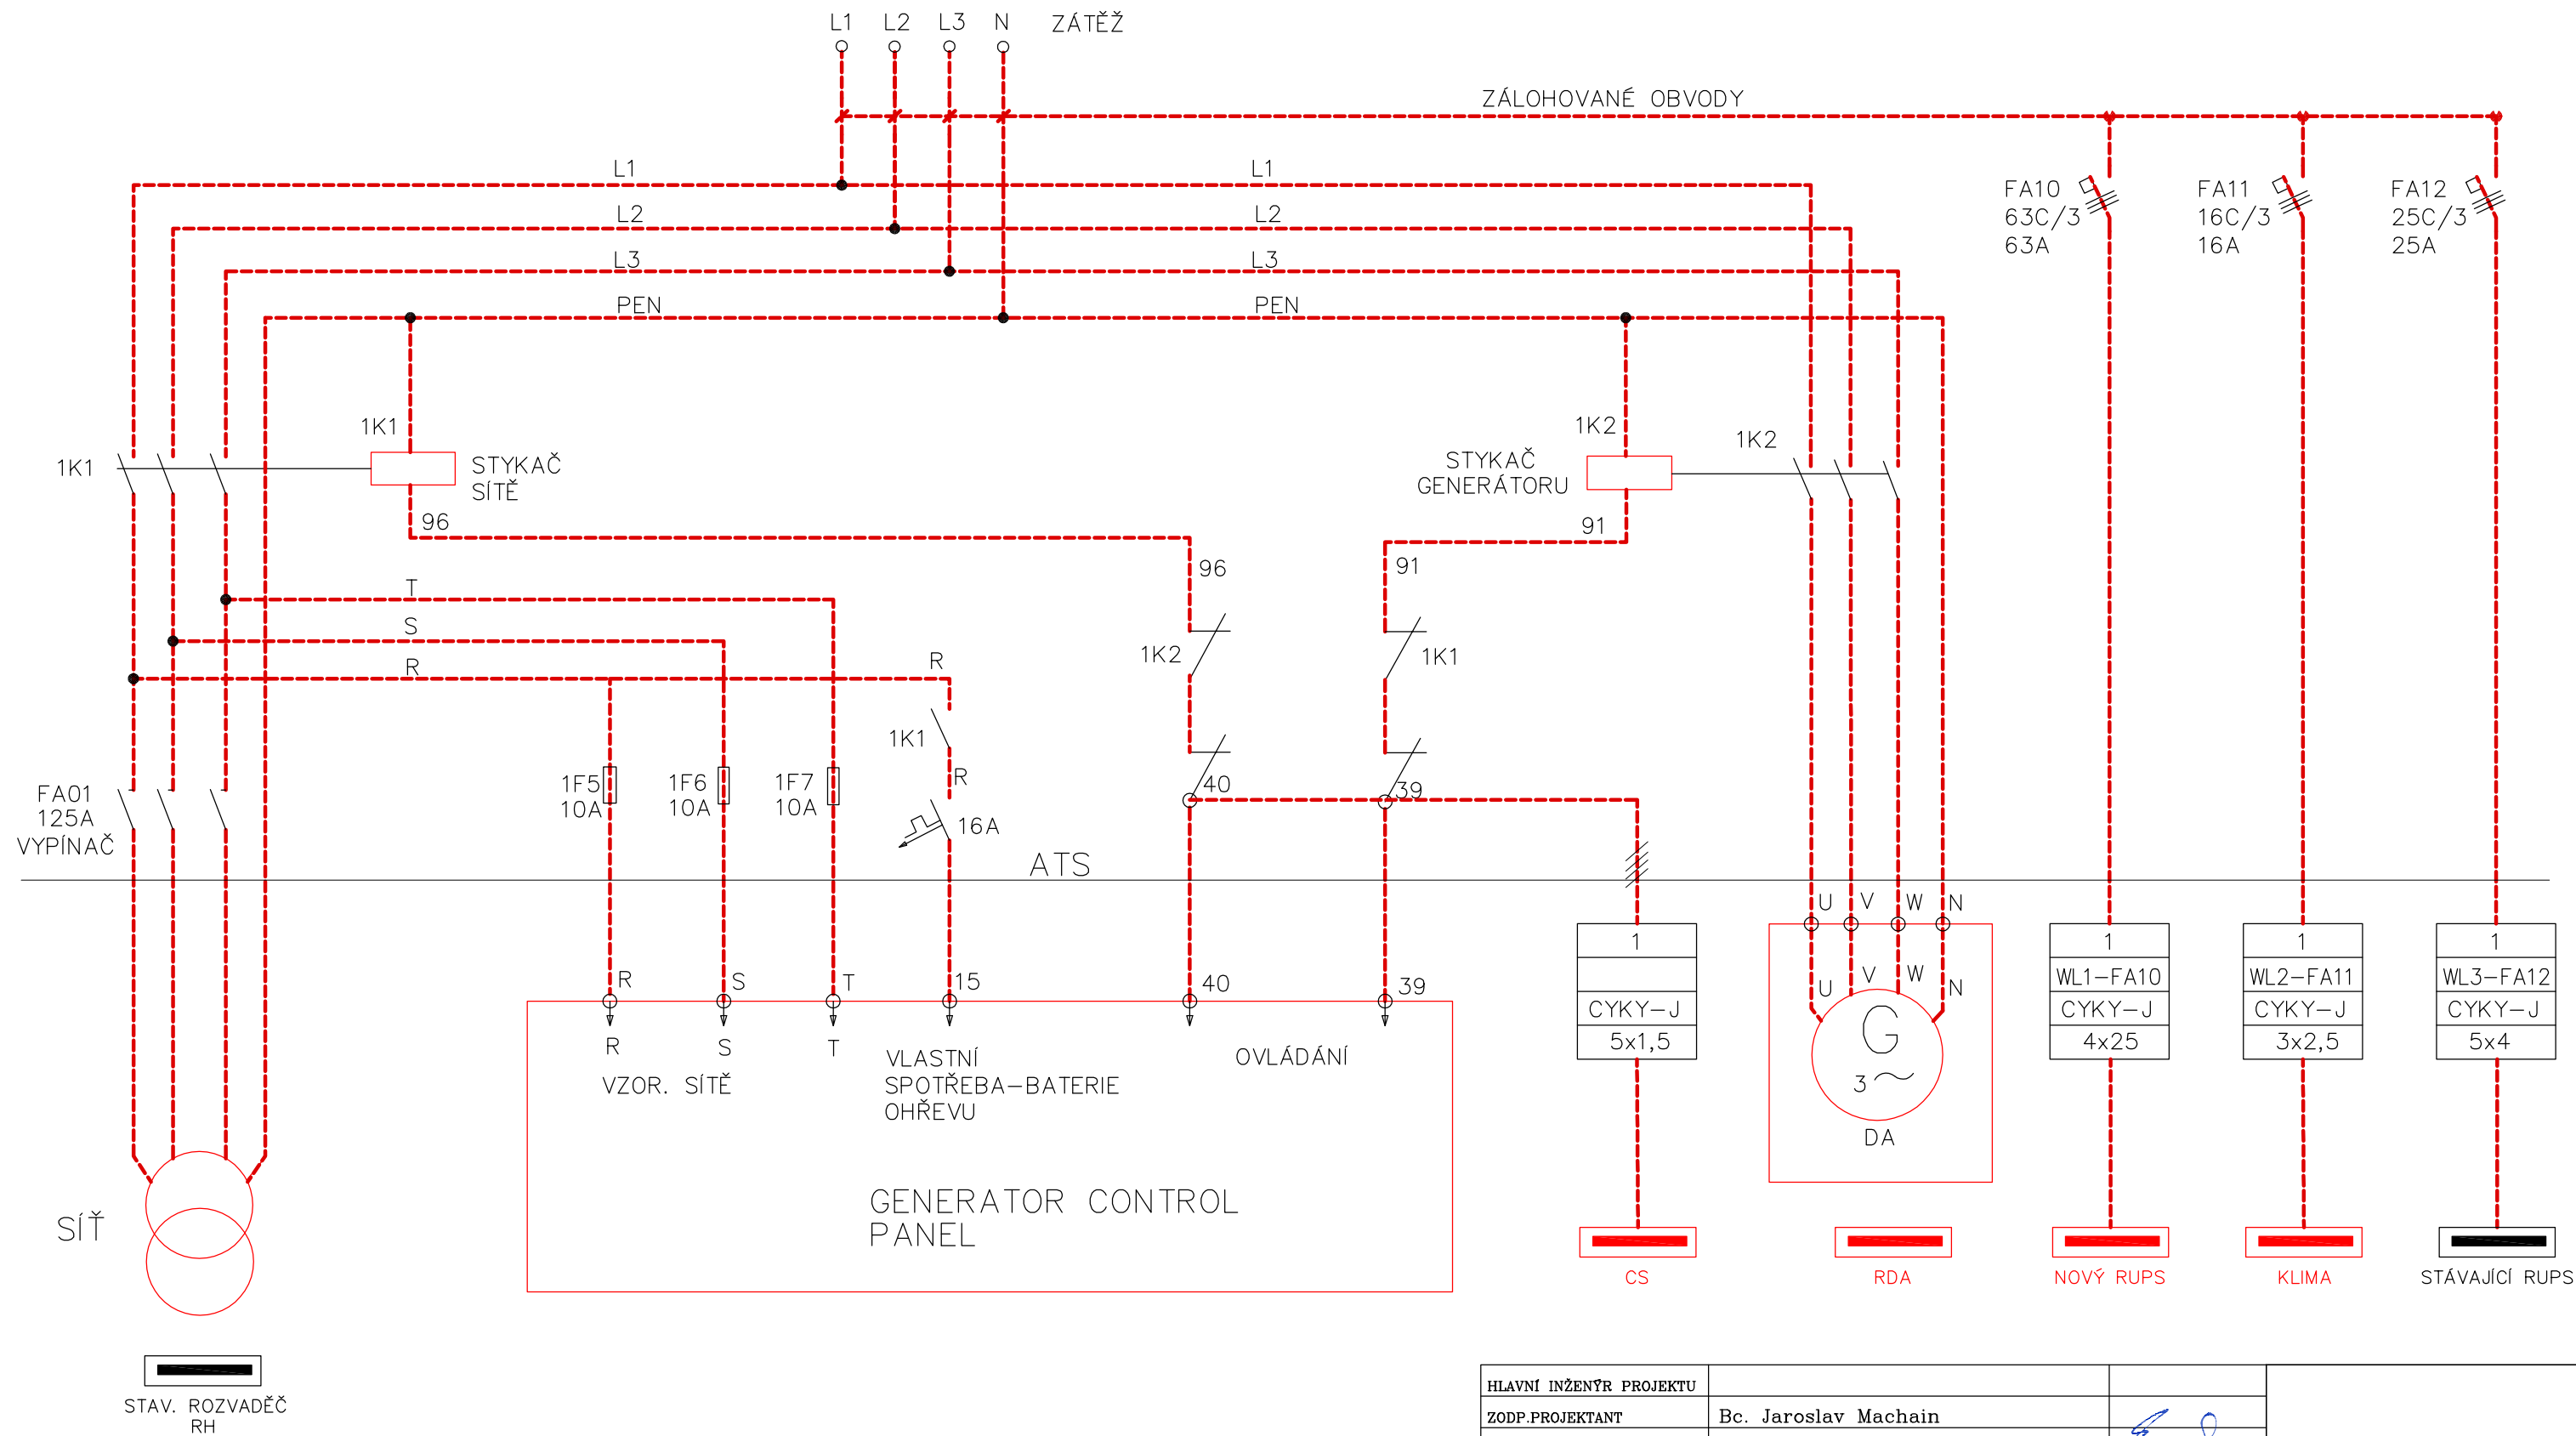 L1 L2 L3 N ZÁTĚŽ
ZÁLOHOVANÉ OBVODY
L1 L1
L2 L2
L3 L3
PEN PEN
FA10
63C/3
63A
FA11
16C/3
16A
FA12
25C/3
25A
1K1
1K1
STYKAČ
SÍTĚ
96
1K2
STYKAČ
GENERÁTORU
1K2
91
96
91
T
S
R
R
1K2
1K1
1K1
R
FA01
125A
VYPÍNAČ
1F5
10A
1F6
10A
1F7
10A
16A
40
39
ATS
U V W N
R S T 15 40 39
R S T
VZOR. SÍTĚ
VLASTNÍ
SPOTŘEBA-BATERIE
OHŘEVU
OVLÁDÁNÍ
GENERATOR CONTROL
PANEL
1
CYKY-J
5x1,5
U V W N
G
3
DA
1
WL1-FA10
CYKY-J
4x25
1
WL2-FA11
CYKY-J
3x2,5
1
WL3-FA12
CYKY-J
5x4
SÍŤ
CS
RDA
NOVÝ RUPS
KLIMA
STÁVAJÍCÍ RUPS
STAV. ROZVADĚČ
RH
HLAVNÍ INŽENÝR PROJEKTU
ZODP.PROJEKTANT Bc. Jaroslav Machain